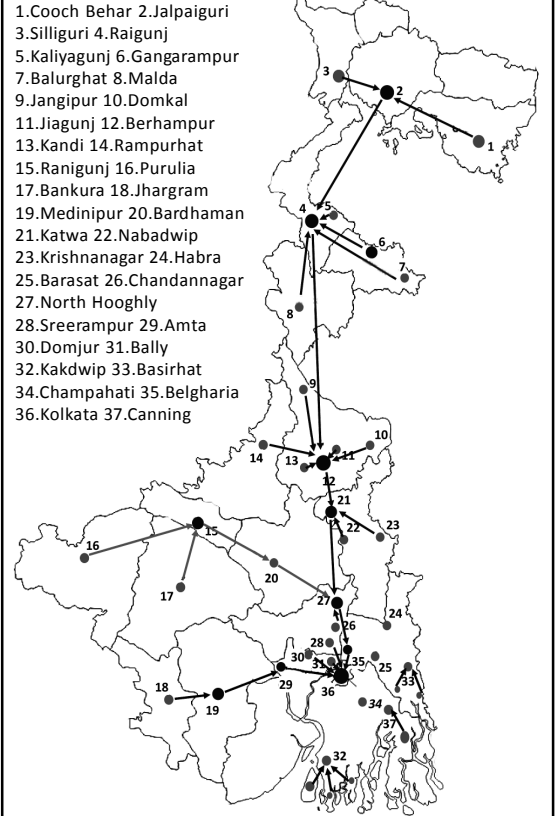 1.Cooch Behar 2.Jalpaiguri
3.Silliguri 4.Raigunj
5.Kaliyagunj 6.Gangarampur
7.Balurghat 8.Malda
9.Jangipur 10.Domkal
11.Jiagunj 12.Berhampur
13.Kandi 14.Rampurhat
15.Ranigunj 16.Purulia
17.Bankura 18.Jhargram
19.Medinipur 20.Bardhaman
21.Katwa 22.Nabadwip
23.Krishnanagar 24.Habra
25.Barasat 26.Chandannagar
27.North Hooghly
28.Sreerampur 29.Amta
30.Domjur 31.Bally
32.Kakdwip 33.Basirhat
34.Champahati 35.Belgharia
36.Kolkata 37.Canning
3
2
1
4
5
6
7
8
9
10
11
14
13
12
21
15
22
23
16
20
17
27
24
26
28
30
31
35
25
29
36
33
18
19
34
37
32